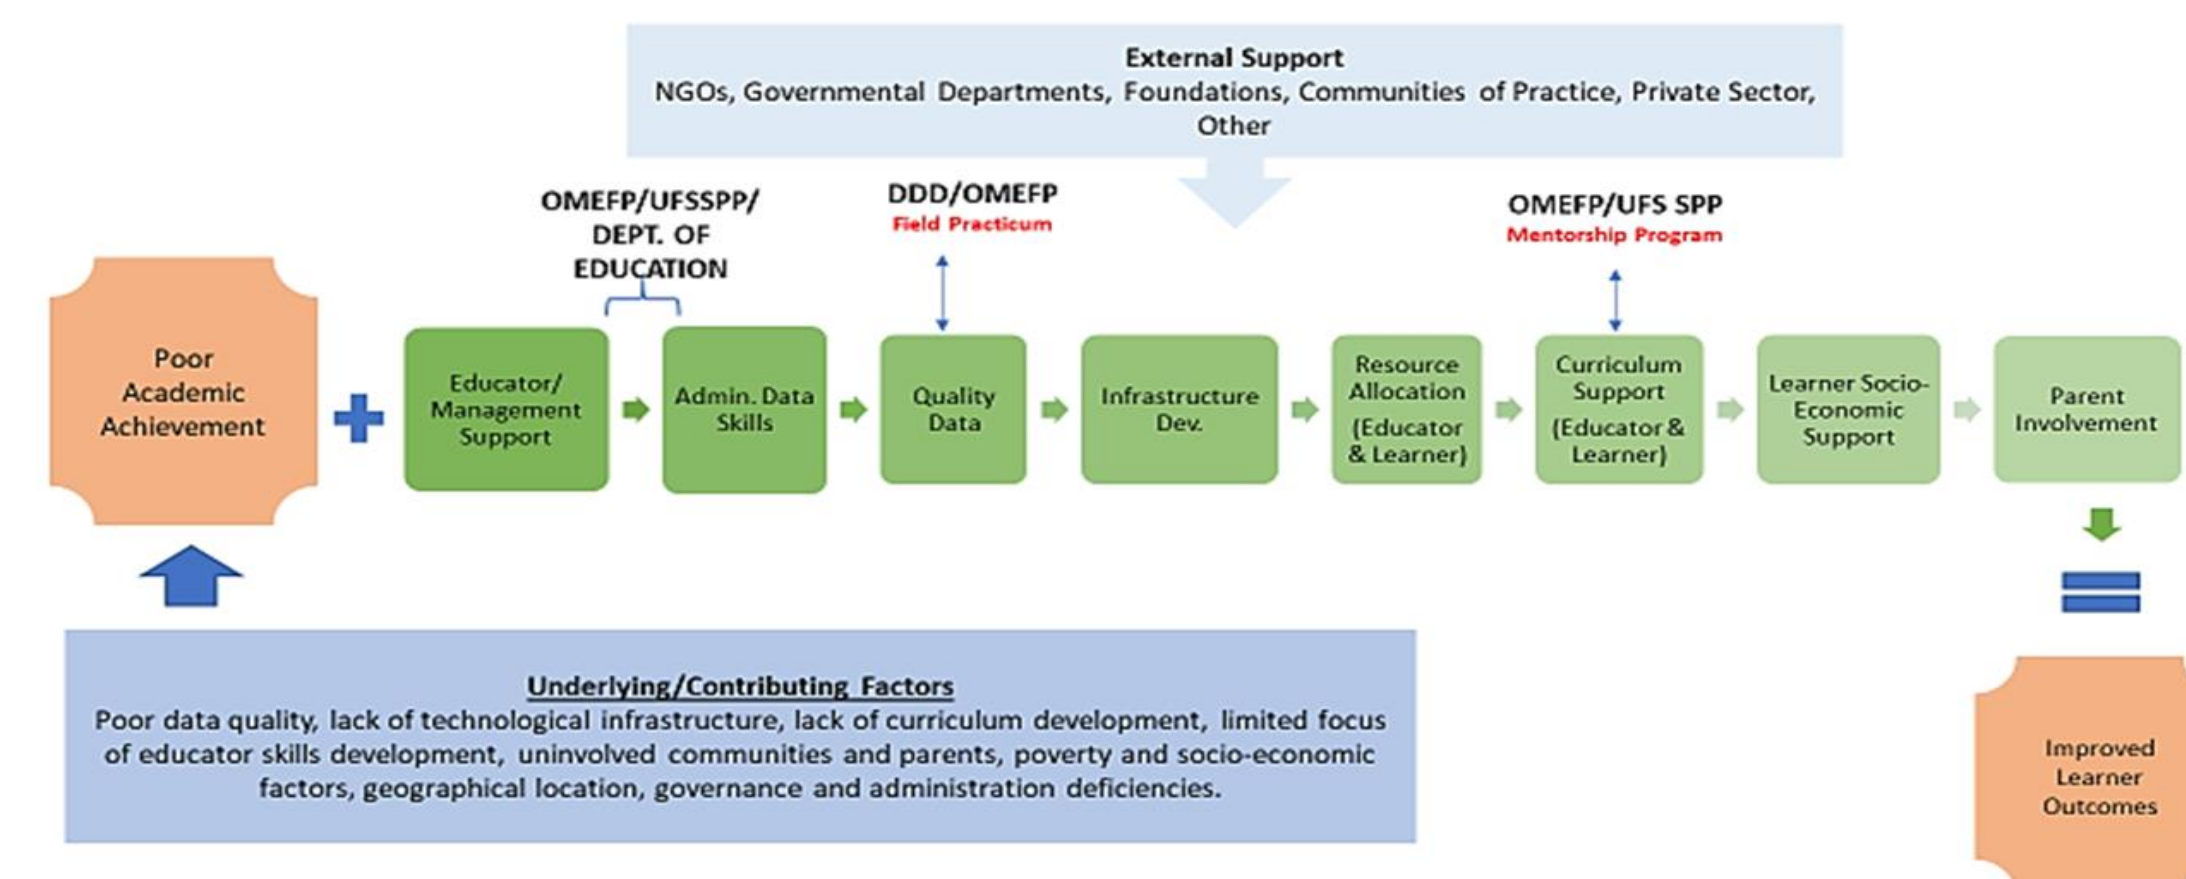 External Support
NGOs, Governmental Departments, Foundations, Communities of Practice, Private Sector,
Other
OMEFP/UFSSPP/
DEPT. OF
EDUCATION
DDD/OMEFP
Field Practicum
OMEFP/UFS SPP
Mentorship Program
Poor
Academic
Achievement
Educator/
Management
Support
Admin. Data
Skills
Quality
Data
Infrastructure
Dev.
Resource
Allocation
(Educator
& Learner)
Curriculum
Support
(Educator &
Learner)
Learner Socio-
Economic
Support
Parent
Involvement
Underlying/Contributing Factors
Poor data quality, lack of technological infrastructure, lack of curriculum development, limited focus
of educator skills development, uninvolved communities and parents, poverty and socio-economic
factors, geographical location, governance and administration deficiencies.
Improved
Learner
Outcomes